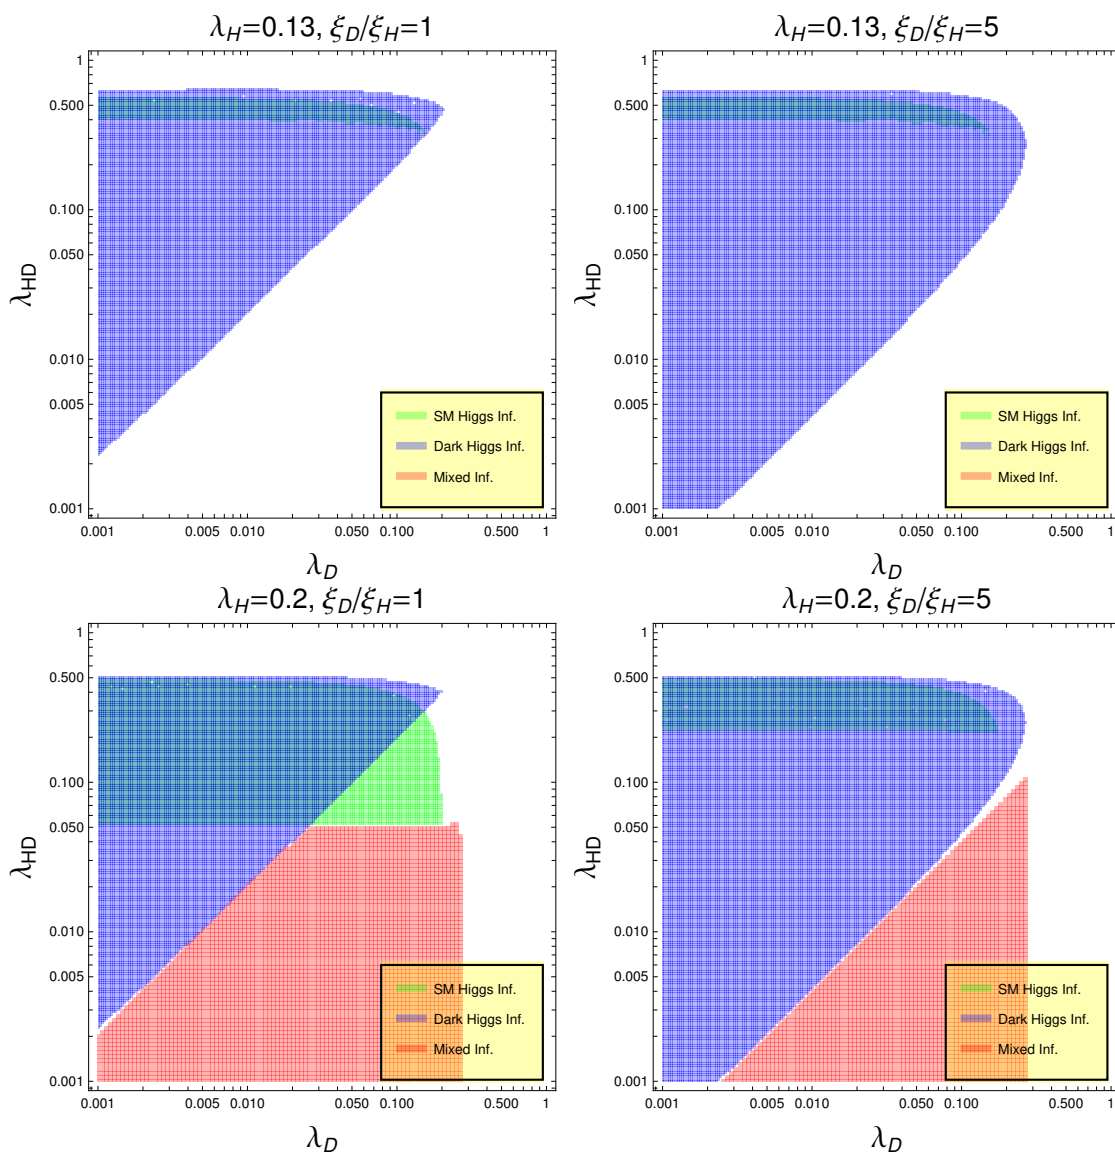 λH=0.13, ξD/ξH=1
1
0.500
0.100
0.050
0.010
0.005
0.001
λHD
SM Higgs Inf.
Dark Higgs Inf.
Mixed Inf.
0.001 0.005 0.010 0.050 0.100 0.500 1
λD
λH=0.13, ξD/ξH=5
1
0.500
0.100
0.050
0.010
0.005
0.001
λHD
SM Higgs Inf.
Dark Higgs Inf.
Mixed Inf.
0.001 0.005 0.010 0.050 0.100 0.500 1
λD
λH=0.2, ξD/ξH=1
1
0.500
0.100
0.050
0.010
0.005
0.001
λHD
SM Higgs Inf.
Dark Higgs Inf.
Mixed Inf.
0.001 0.005 0.010 0.050 0.100 0.500 1
λD
λH=0.2, ξD/ξH=5
1
0.500
0.100
0.050
0.010
0.005
0.001
λHD
SM Higgs Inf.
Dark Higgs Inf.
Mixed Inf.
0.001 0.005 0.010 0.050 0.100 0.500 1
λD